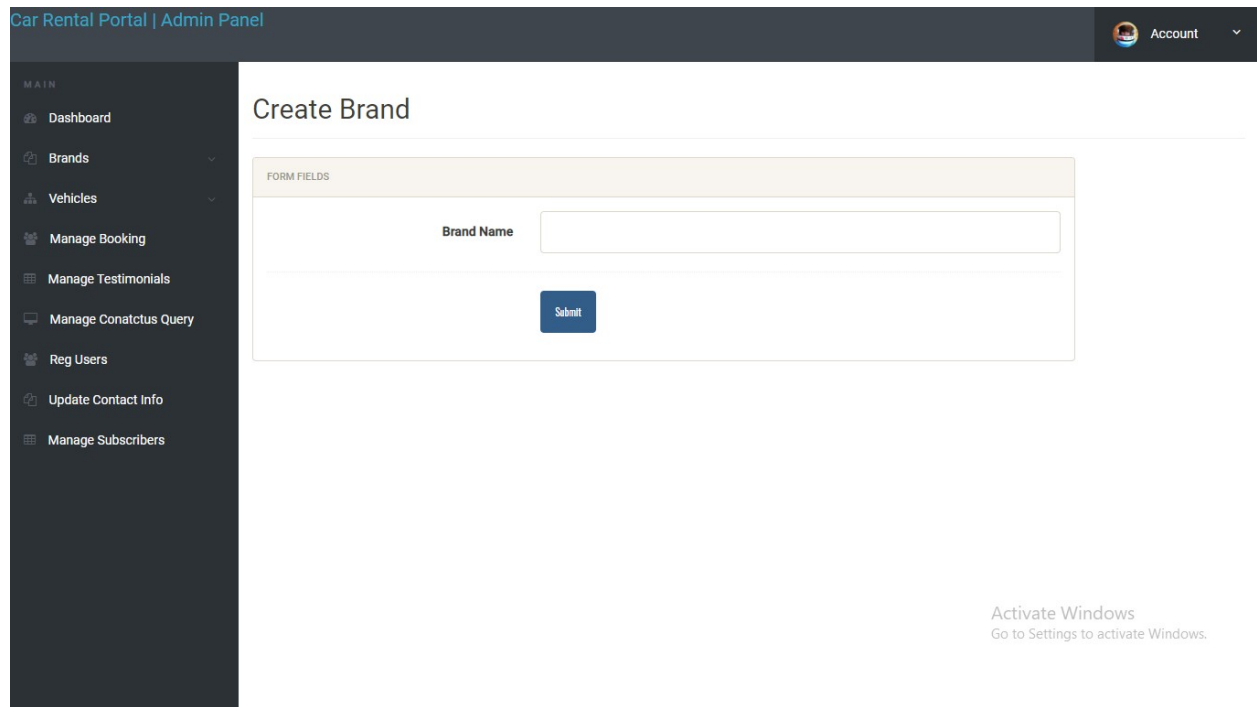 Car Rental Portal | Admin Panel
Account
MAIN
Dashboard
Brands
Vehicles
Manage Booking
Manage Testimonials
Manage Conatctus Query
Reg Users
Update Contact Info
Manage Subscribers
Create Brand
FORM FIELDS
Brand Name
Submit
Activate Windows
Go to Settings to activate Windows.